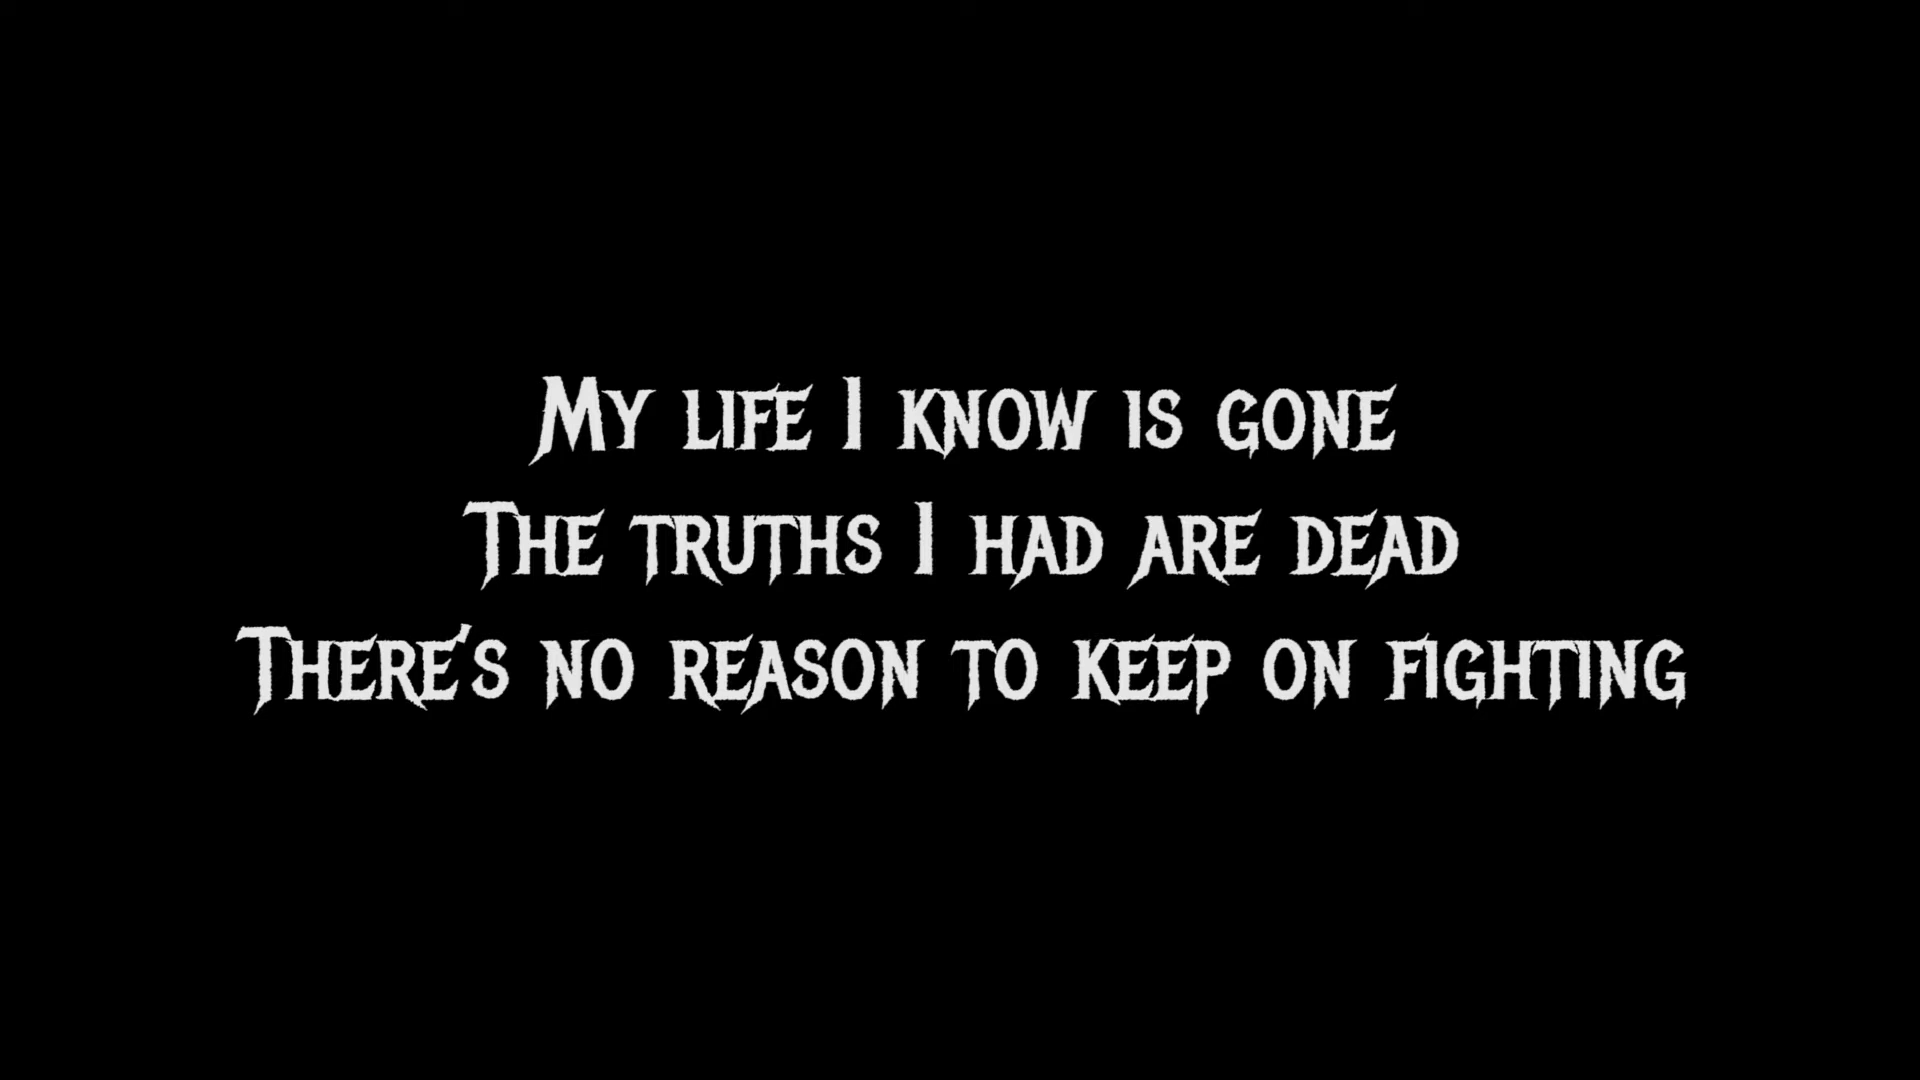 My life I know is gone
The truths I had are dead
There's no reason to keep on fighting